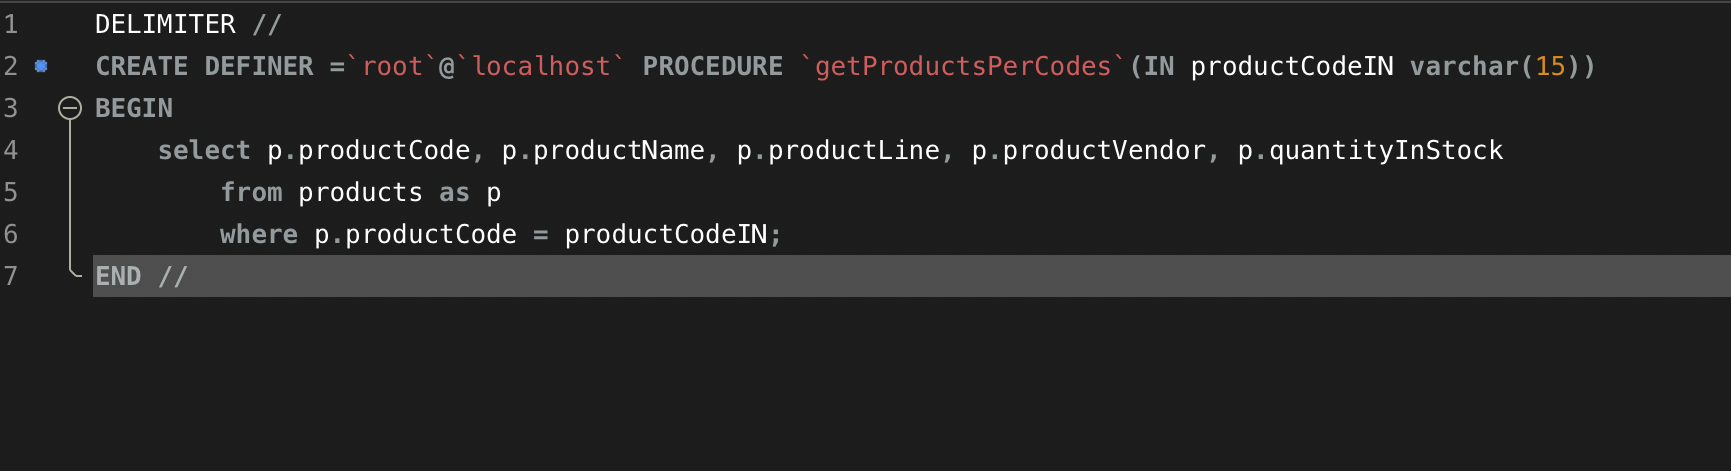 1 DELIMITER //
2 CREATE DEFINER =`root`@`localhost` PROCEDURE `getProductsPerCodes`(IN productCodeIN varchar(15))
3 BEGIN
4 select p.productCode, p.productName, p.productLine, p.productVendor, p.quantityInStock
5 from products as p
6 where p.productCode = productCodeIN;
7 END //